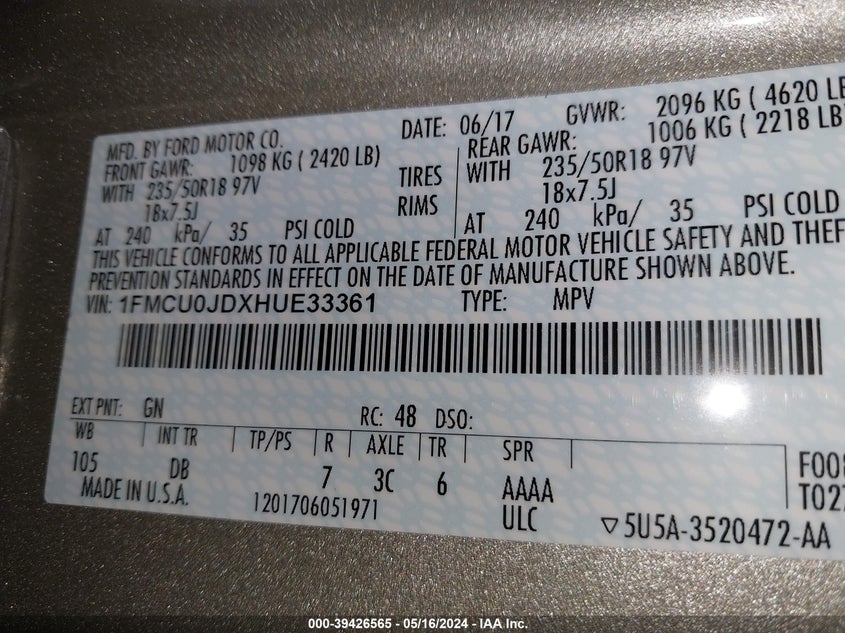 MFD. BY FORD MOTOR CO. DATE: 06/17 GVWR: 2096 KG ( 4620 LB
FRONT GAWR: 1098 KG ( 2420 LB) REAR GAWR: 1006 KG ( 2218 LB)
WITH 235/50R18 97V TIRES WITH 235/50R18 97V
18x7.5J RIMS 18x7.5J
AT 240 kPa/ 35 PSI COLD AT 240 kPa/ 35 PSI COLD
THIS VEHICLE CONFORMS TO ALL APPLICABLE FEDERAL MOTOR VEHICLE SAFETY AND THEF
PREVENTION STANDARDS IN EFFECT ON THE DATE OF MANUFACTURE SHOWN ABOVE.
VIN: 1FMCU0JDXHUE33361 TYPE: MPV
EXT PNT: GN RC: 48 DSO:
WB INT TR TP/PS R AXLE TR SPR
105 DB 7 3C 6 AAAA F008
MADE IN U.S.A. 1201706051971 ULC T027
▽5U5A-3520472-AA
000-39426565 - 05/16/2024 - IAA Inc.